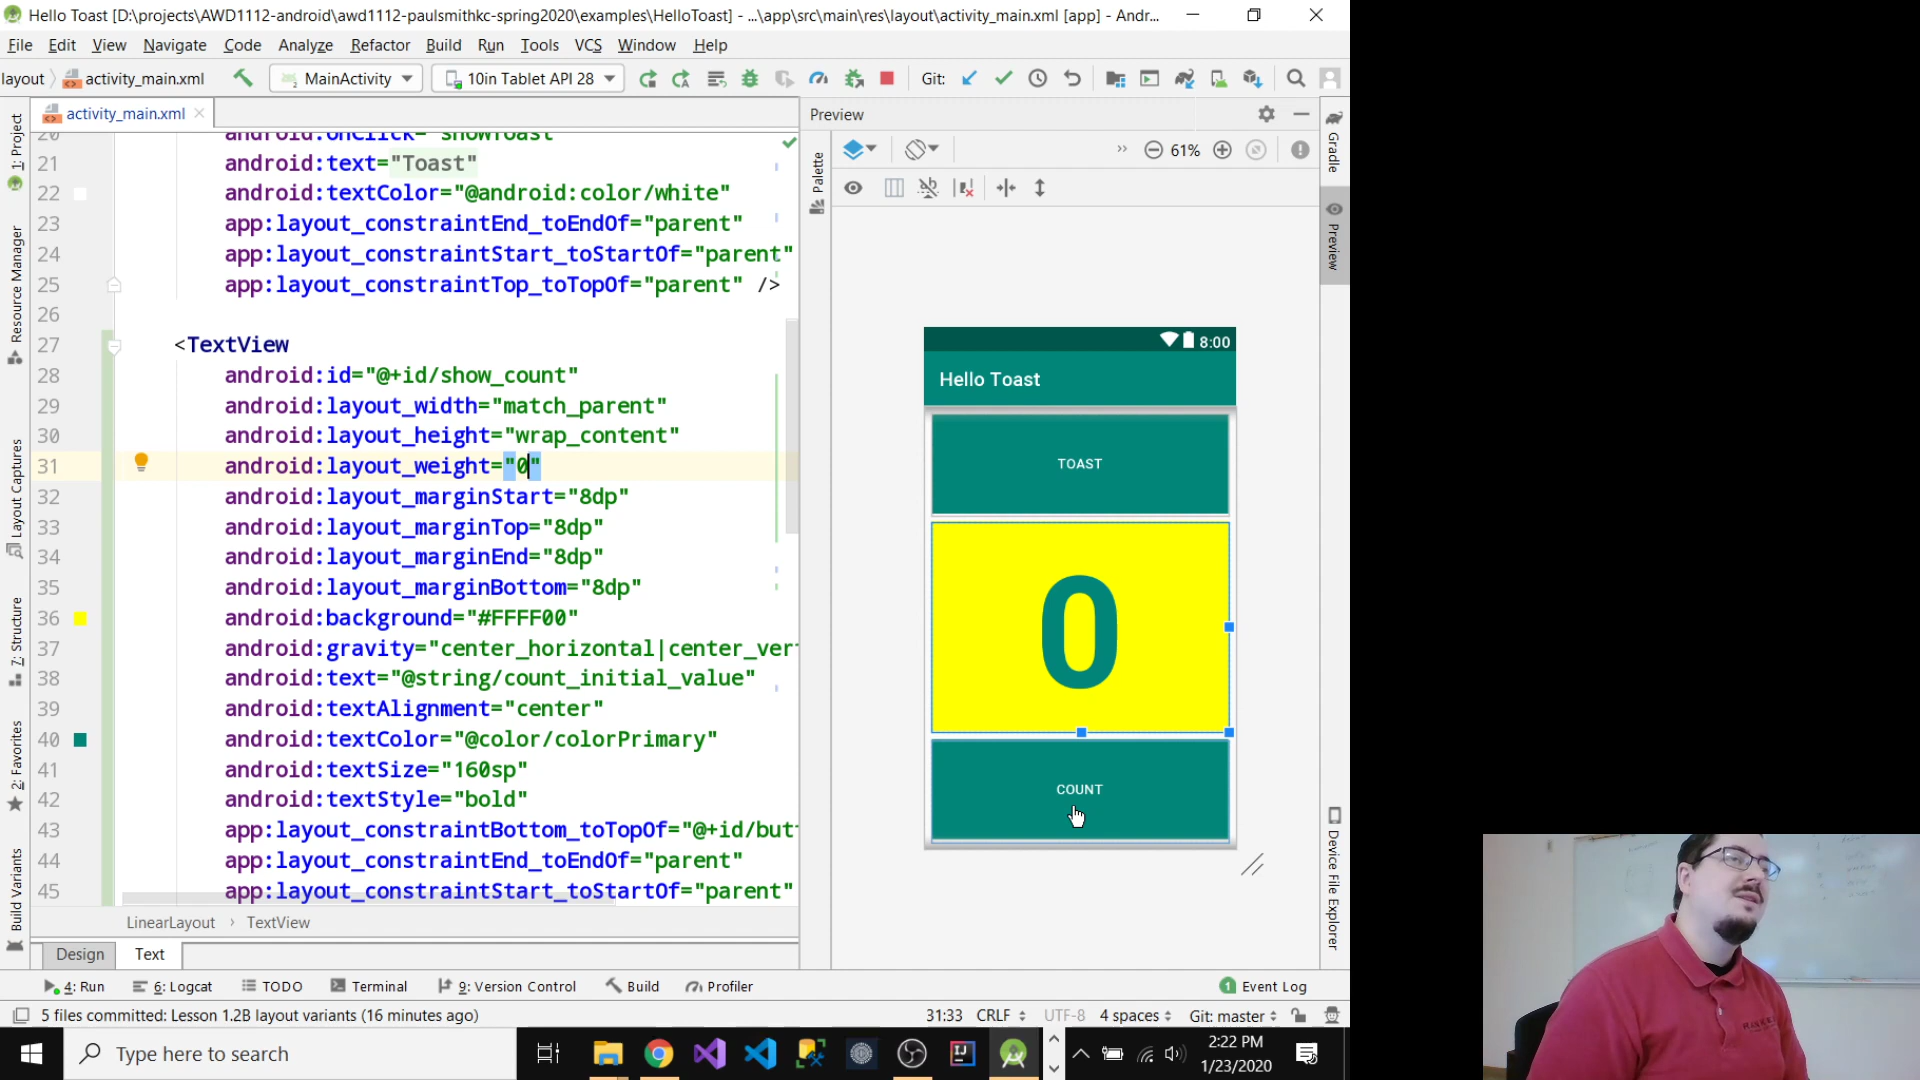 Hello Toast [D:\projects\AWD1112-android\awd1112-paulsmithkc-spring2020\examples\HelloToast] - ...\app\src\main\res\layout\activity_main.xml [app] - Andr...
File Edit View Navigate Code Analyze Refactor Build Run Tools VCS Window Help
layout activity_main.xml MainActivity 10in Tablet API 28 Git:
activity_main.xml
Preview
61%
1: Project
Resource Manager
Layout Captures
7: Structure
2: Favorites
Build Variants
20 android:onClick="showToast"
21 android:text="Toast"
22 android:textColor="@android:color/white"
23 app:layout_constraintEnd_toEndOf="parent"
24 app:layout_constraintStart_toStartOf="parent"
25 app:layout_constraintTop_toTopOf="parent" />
26
27 <TextView
28 android:id="@+id/show_count"
29 android:layout_width="match_parent"
30 android:layout_height="wrap_content"
31 android:layout_weight="0"
32 android:layout_marginStart="8dp"
33 android:layout_marginTop="8dp"
34 android:layout_marginEnd="8dp"
35 android:layout_marginBottom="8dp"
36 android:background="#FFFF00"
37 android:gravity="center_horizontal|center_ver
38 android:text="@string/count_initial_value"
39 android:textAlignment="center"
40 android:textColor="@color/colorPrimary"
41 android:textSize="160sp"
42 android:textStyle="bold"
43 app:layout_constraintBottom_toTopOf="@+id/but
44 app:layout_constraintEnd_toEndOf="parent"
45 app:layout_constraintStart_toStartOf="parent"
Palette
8:00
Hello Toast
TOAST
0
COUNT
Gradle
Preview
Device File Explorer
LinearLayout › TextView
Design Text
4: Run 6: Logcat TODO Terminal 9: Version Control Build Profiler 1 Event Log
5 files committed: Lesson 1.2B layout variants (16 minutes ago) 31:33 CRLF UTF-8 4 spaces Git: master
Type here to search
2:22 PM
1/23/2020